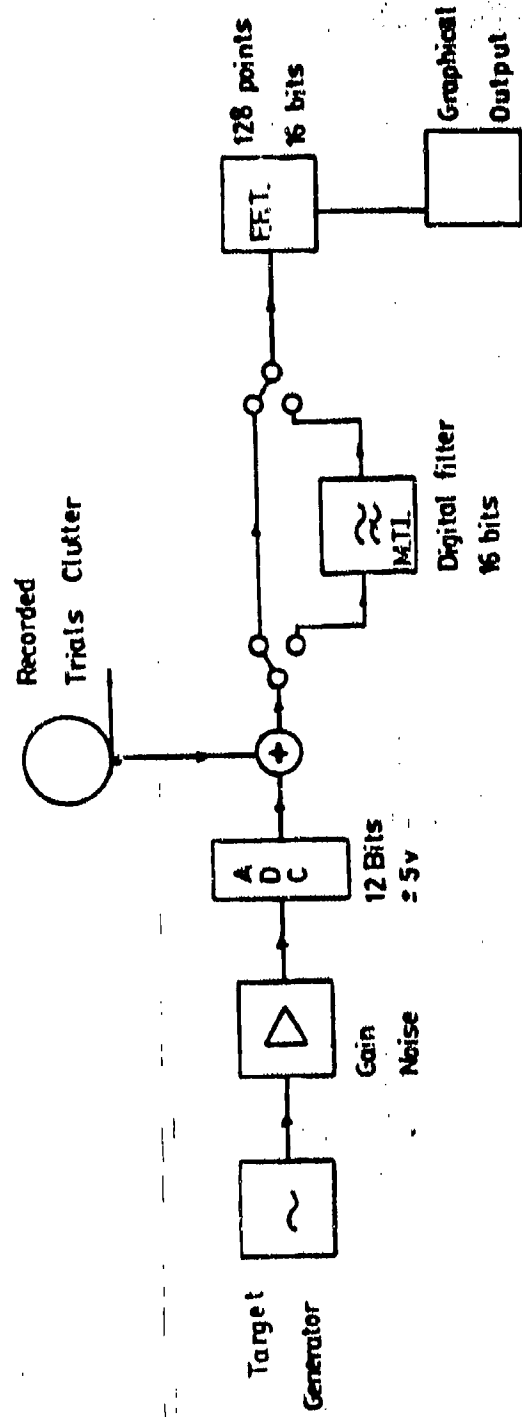 Target
Generator
~
Gain
Noise
A
D
C
12 Bits
± 5v
+
Recorded
Trials Clutter
M.T.I.
Digital filter
16 bits
F.F.T.
128 points
16 bits
Graphical
Output